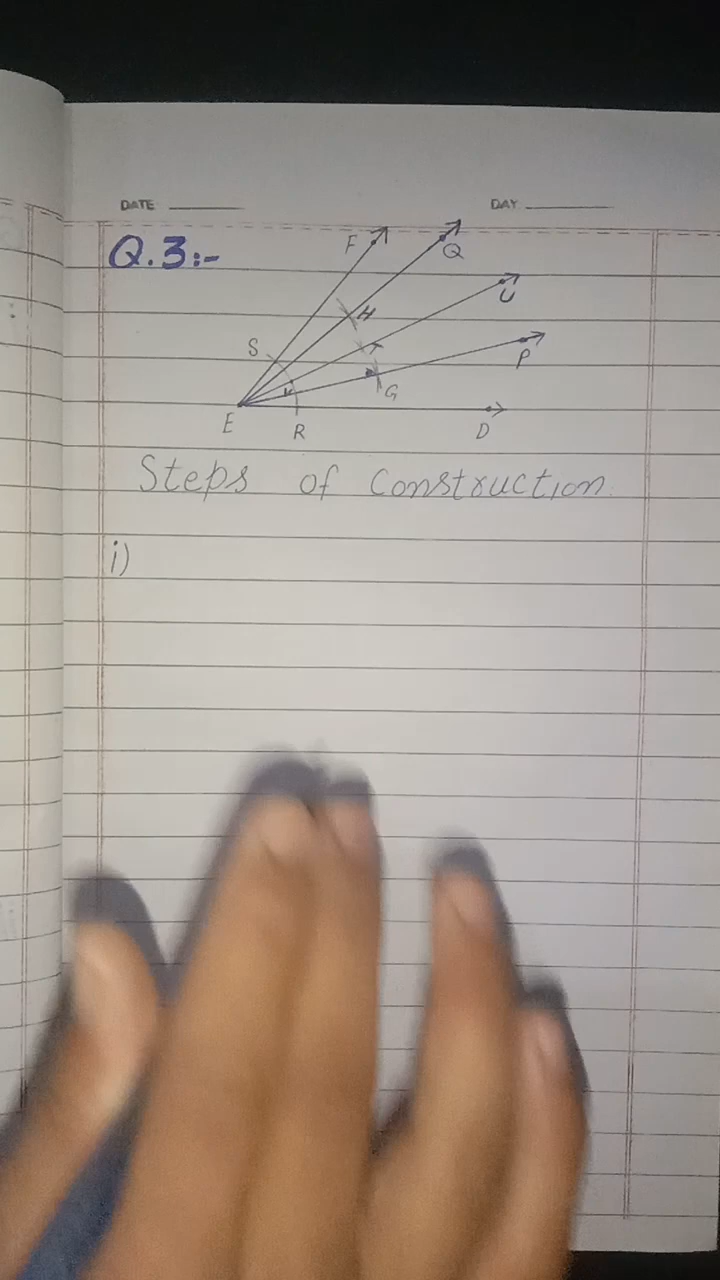 DATE DAY
Q.3:-
F Q
H U
S T P
G
E R D
Steps of Construction.
i)